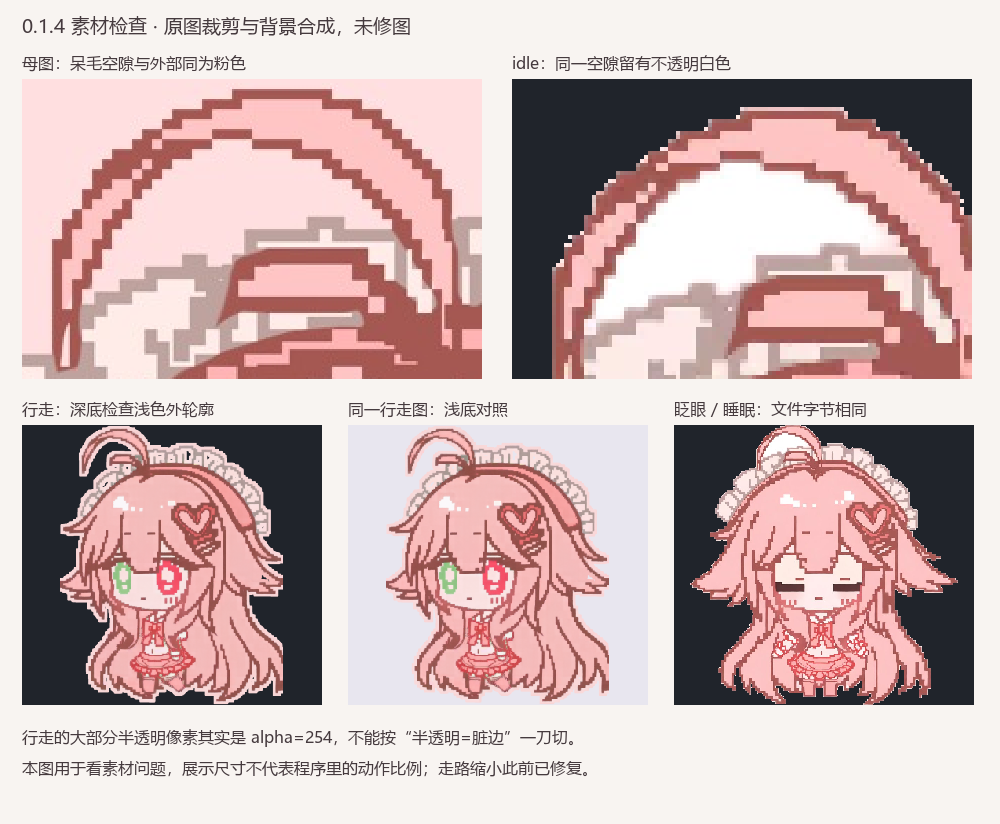 0.1.4 素材检查 · 原图裁剪与背景合成，未修图
母图：呆毛空隙与外部同为粉色
idle：同一空隙留有不透明白色
行走：深底检查浅色外轮廓
同一行走图：浅底对照
眨眼 / 睡眠：文件字节相同
行走的大部分半透明像素其实是 alpha=254，不能按“半透明=脏边”一刀切。
本图用于看素材问题，展示尺寸不代表程序里的动作比例；走路缩小此前已修复。